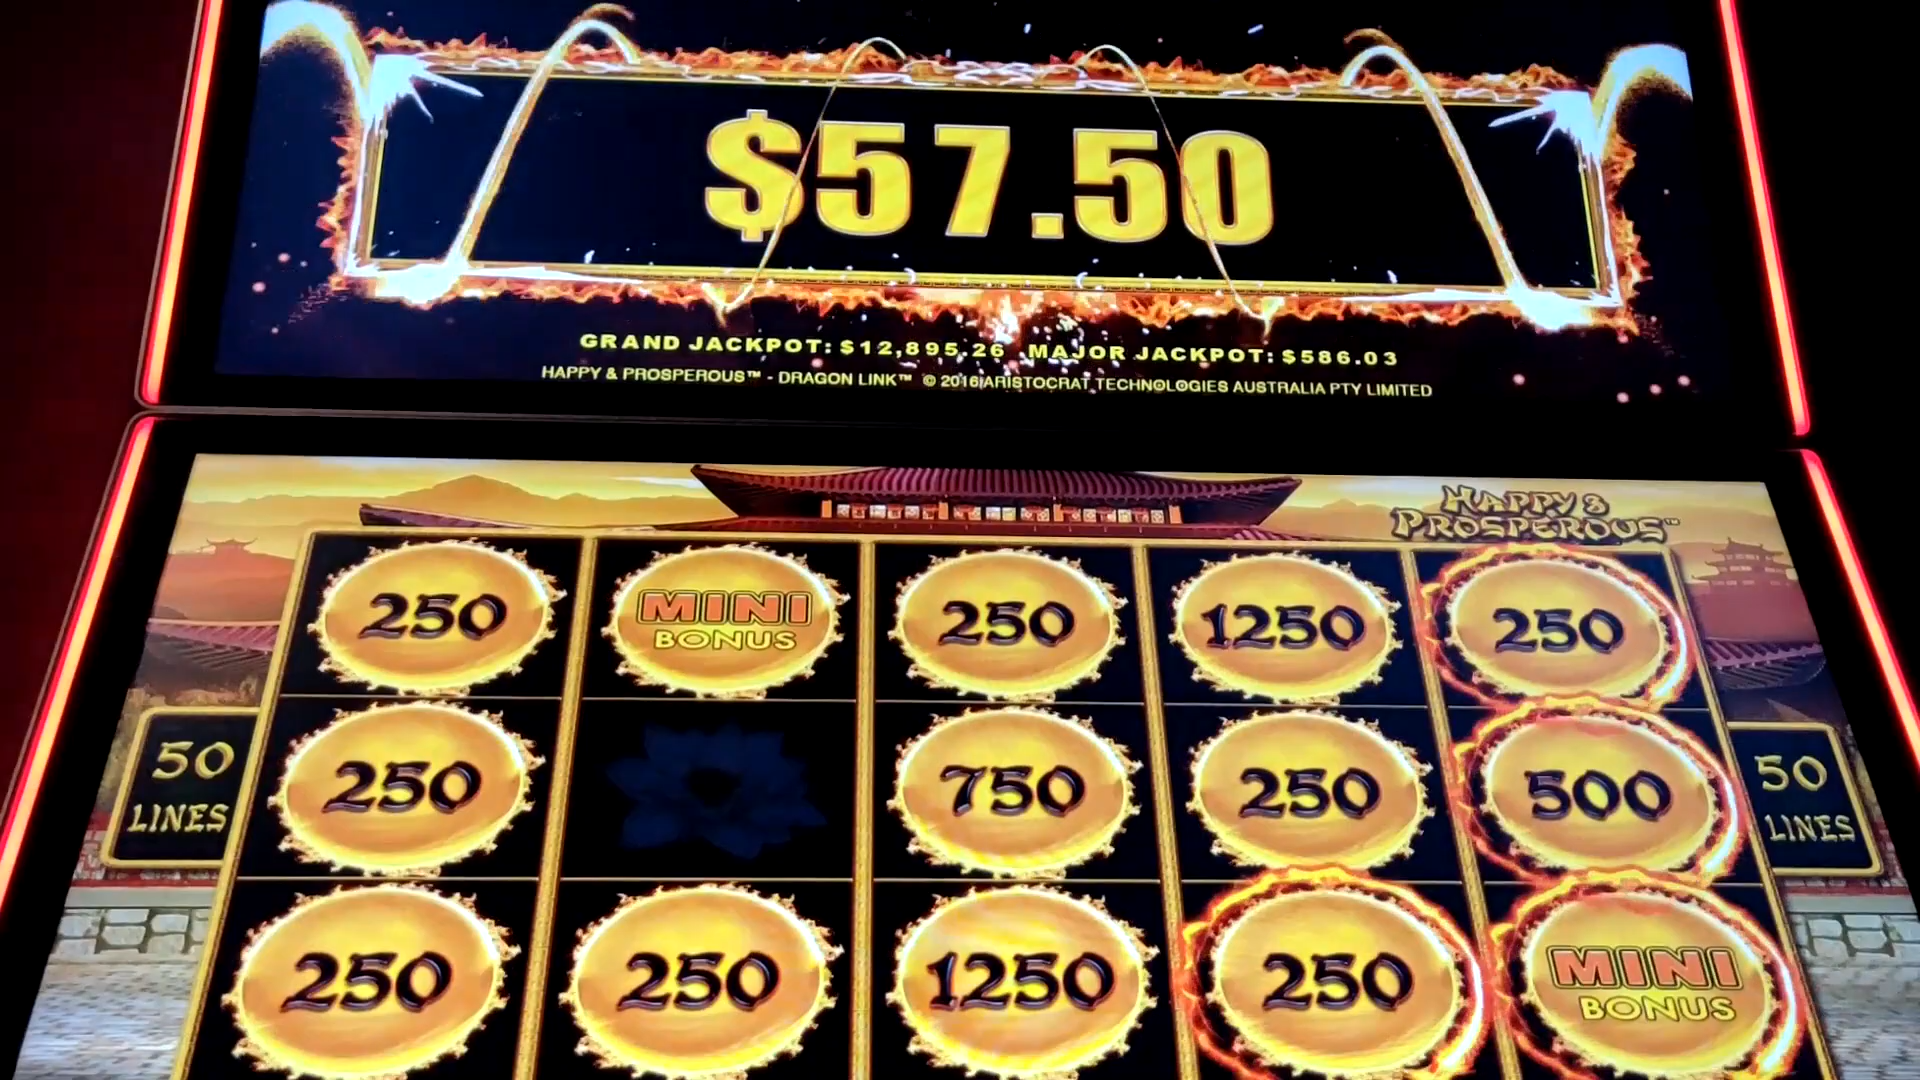 $57.50
GRAND JACKPOT: $12,895.26 MAJOR JACKPOT: $586.03
HAPPY & PROSPEROUS™ - DRAGON LINK™ © 2016 ARISTOCRAT TECHNOLOGIES AUSTRALIA PTY LIMITED
HAPPY &
PROSPEROUS™
250
MINI
BONUS
250
1250
250
50
LINES
250
750
250
500
50
LINES
250
250
1250
250
MINI
BONUS